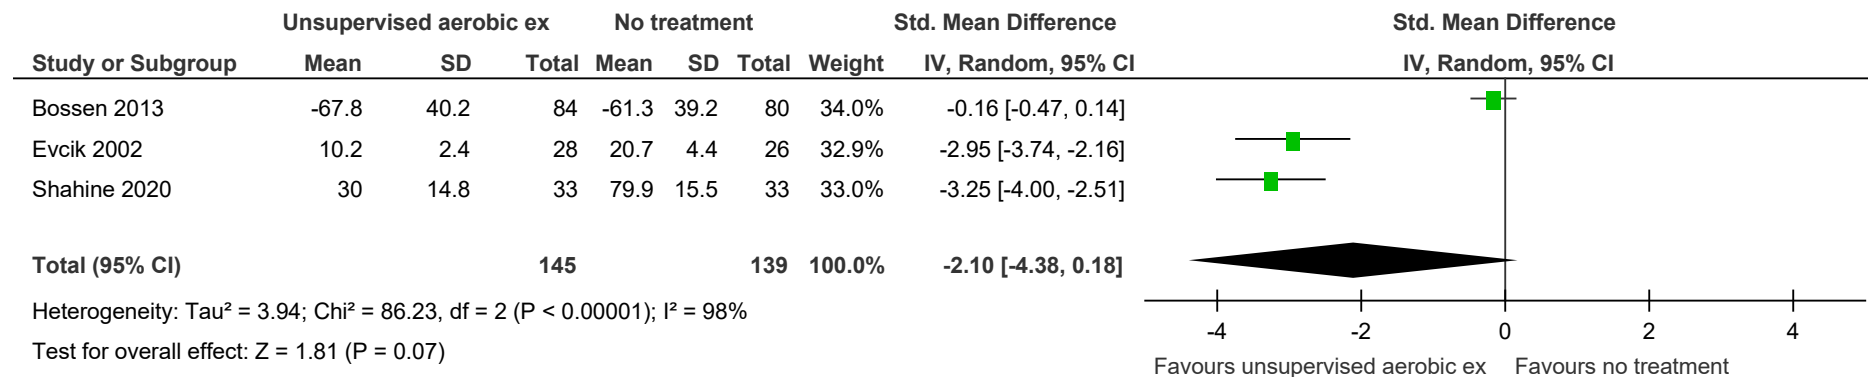 Unsupervised aerobic ex No treatment Std. Mean Difference Std. Mean Difference
Study or Subgroup Mean SD Total Mean SD Total Weight IV, Random, 95% CI IV, Random, 95% CI
Bossen 2013 -67.8 40.2 84 -61.3 39.2 80 34.0% -0.16 [-0.47, 0.14]
Evcik 2002 10.2 2.4 28 20.7 4.4 26 32.9% -2.95 [-3.74, -2.16]
Shahine 2020 30 14.8 33 79.9 15.5 33 33.0% -3.25 [-4.00, -2.51]
Total (95% CI) 145 139 100.0% -2.10 [-4.38, 0.18]
Heterogeneity: Tau² = 3.94; Chi² = 86.23, df = 2 (P < 0.00001); I² = 98%
Test for overall effect: Z = 1.81 (P = 0.07)
-4 -2 0 2 4
Favours unsupervised aerobic ex Favours no treatment